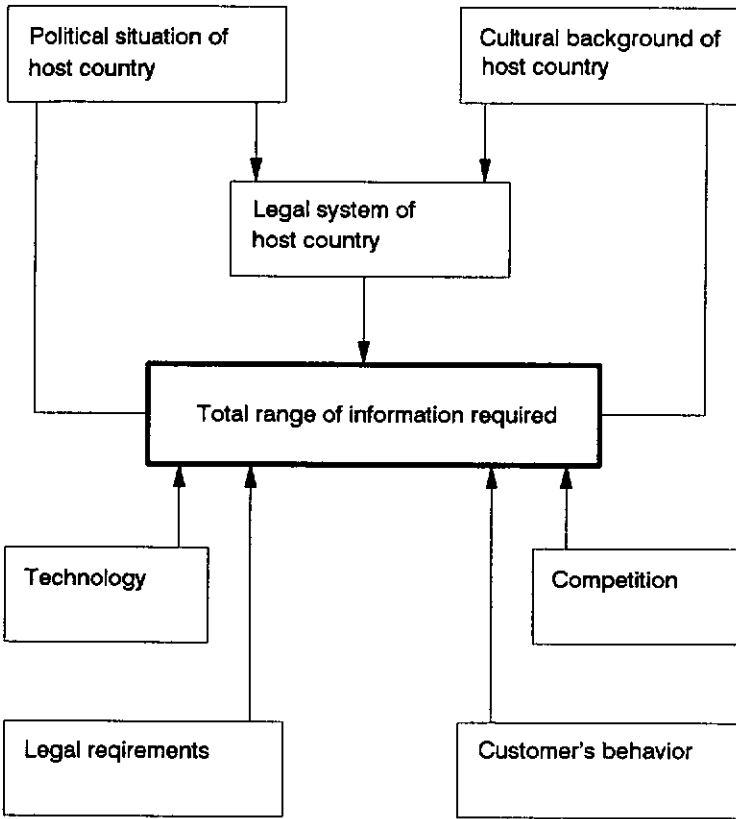 Political situation of
host country
Cultural background of
host country
Legal system of
host country
Total range of information required
Technology
Competition
Legal reqirements
Customer's behavior